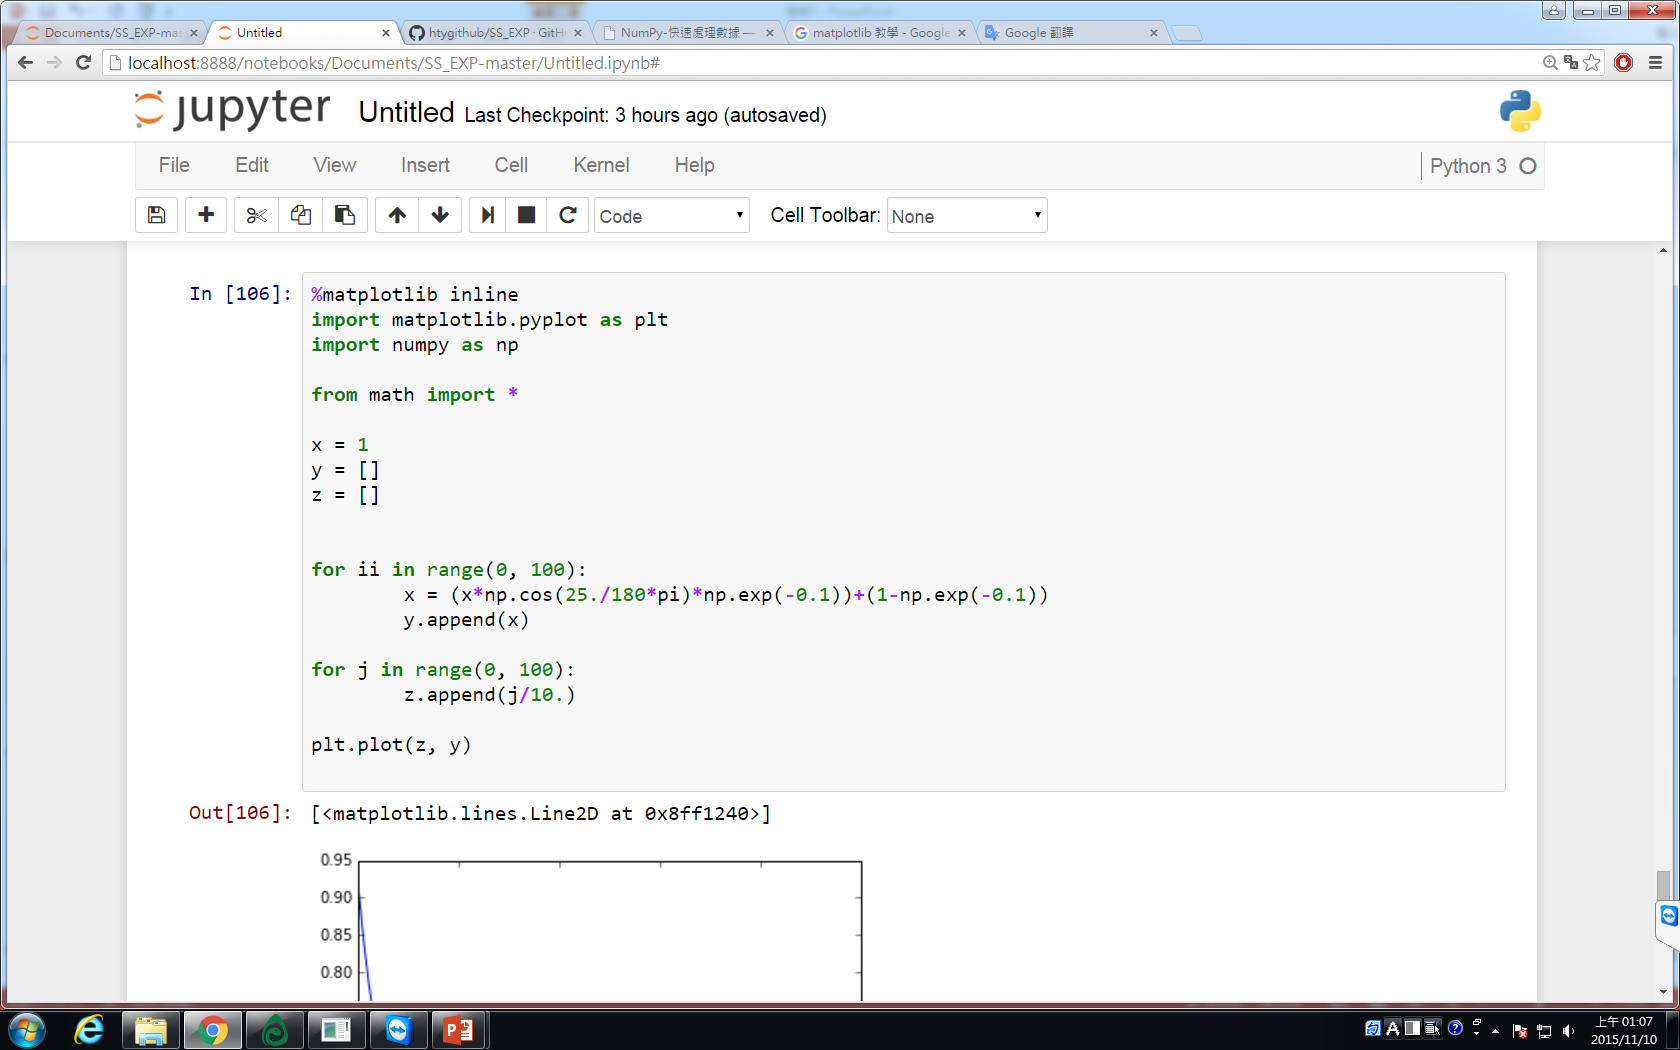 Documents/SS_EXP-mas
Untitled
htygithub/SS_EXP · GitH
NumPy-快速處理數據 —
matplotlib 教學 - Google
Google 翻譯
localhost:8888/notebooks/Documents/SS_EXP-master/Untitled.ipynb#
jupyter Untitled Last Checkpoint: 3 hours ago (autosaved)
File Edit View Insert Cell Kernel Help Python 3
Code Cell Toolbar: None
In [106]: %matplotlib inline
import matplotlib.pyplot as plt
import numpy as np
from math import *
x = 1
y = []
z = []
for ii in range(0, 100):
x = (x*np.cos(25./180*pi)*np.exp(-0.1))+(1-np.exp(-0.1))
y.append(x)
for j in range(0, 100):
z.append(j/10.)
plt.plot(z, y)
Out[106]: [<matplotlib.lines.Line2D at 0x8ff1240>]
0.95
0.90
0.85
0.80
上午 01:07
2015/11/10